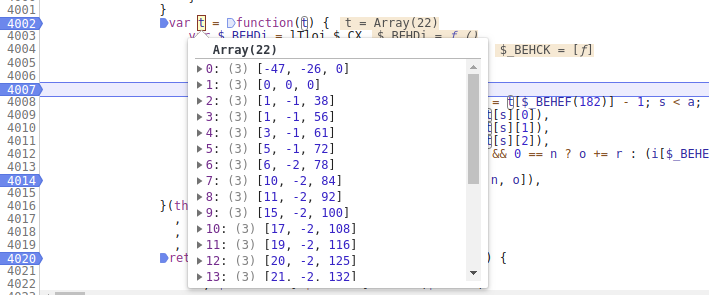 4001 }
4002 var t = function(t) { t = Array(22)
4003 $_BEHDi = f ()
4004 $_BEHCK = [ƒ]
4005
4006
4007
4008 = t[$_BEHEF(182)] - 1; s < a;
4009 t[s][0]),
4010 t[s][1]),
4011 t[s][2]),
4012 && 0 == n ? o += r : (i[$_BEHE
4013
4014 n, o]),
4015
4016 }(th
4017 ,
4018 ,
4019 ,
4020 ret ) {
4021
4022
Array(22)
0: (3) [-47, -26, 0]
1: (3) [0, 0, 0]
2: (3) [1, -1, 38]
3: (3) [1, -1, 56]
4: (3) [3, -1, 61]
5: (3) [5, -1, 72]
6: (3) [6, -2, 78]
7: (3) [10, -2, 84]
8: (3) [11, -2, 92]
9: (3) [15, -2, 100]
10: (3) [17, -2, 108]
11: (3) [19, -2, 116]
12: (3) [20, -2, 125]
13: (3) [21, -2, 132]